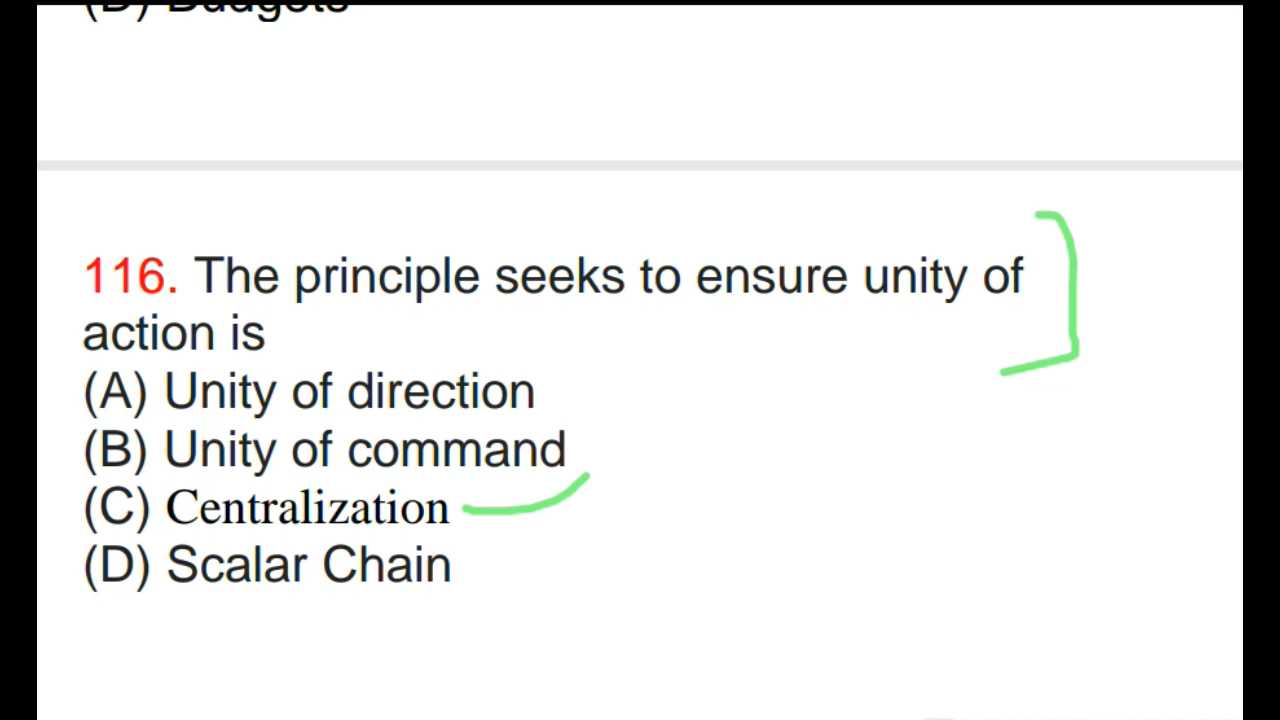 (D) Budgets
116. The principle seeks to ensure unity of
action is
(A) Unity of direction
(B) Unity of command
(C) Centralization
(D) Scalar Chain